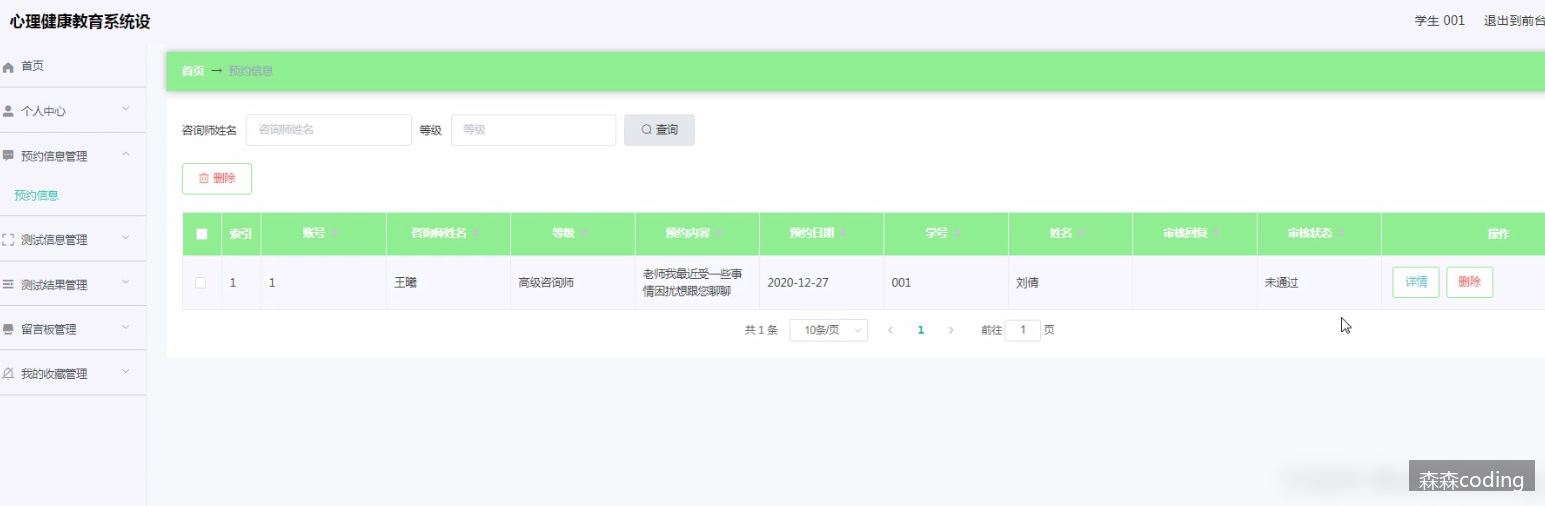 心理健康教育系统设
学生 001 退出到前台
首页
个人中心
预约信息管理
预约信息
测试信息管理
测试结果管理
留言板管理
我的收藏管理
首页 → 预约信息
咨询师姓名 咨询师姓名 等级 等级 查询
删除
索引 账号 咨询师姓名 等级 预约内容 预约日期 学号 姓名 审核回复 审核状态 操作
1 1 王曦 高级咨询师 老师我最近受一些事 2020-12-27 001 刘倩 未通过 详情 删除
情困扰想跟您聊聊
共 1 条 10条/页 1 前往 1 页
森森coding